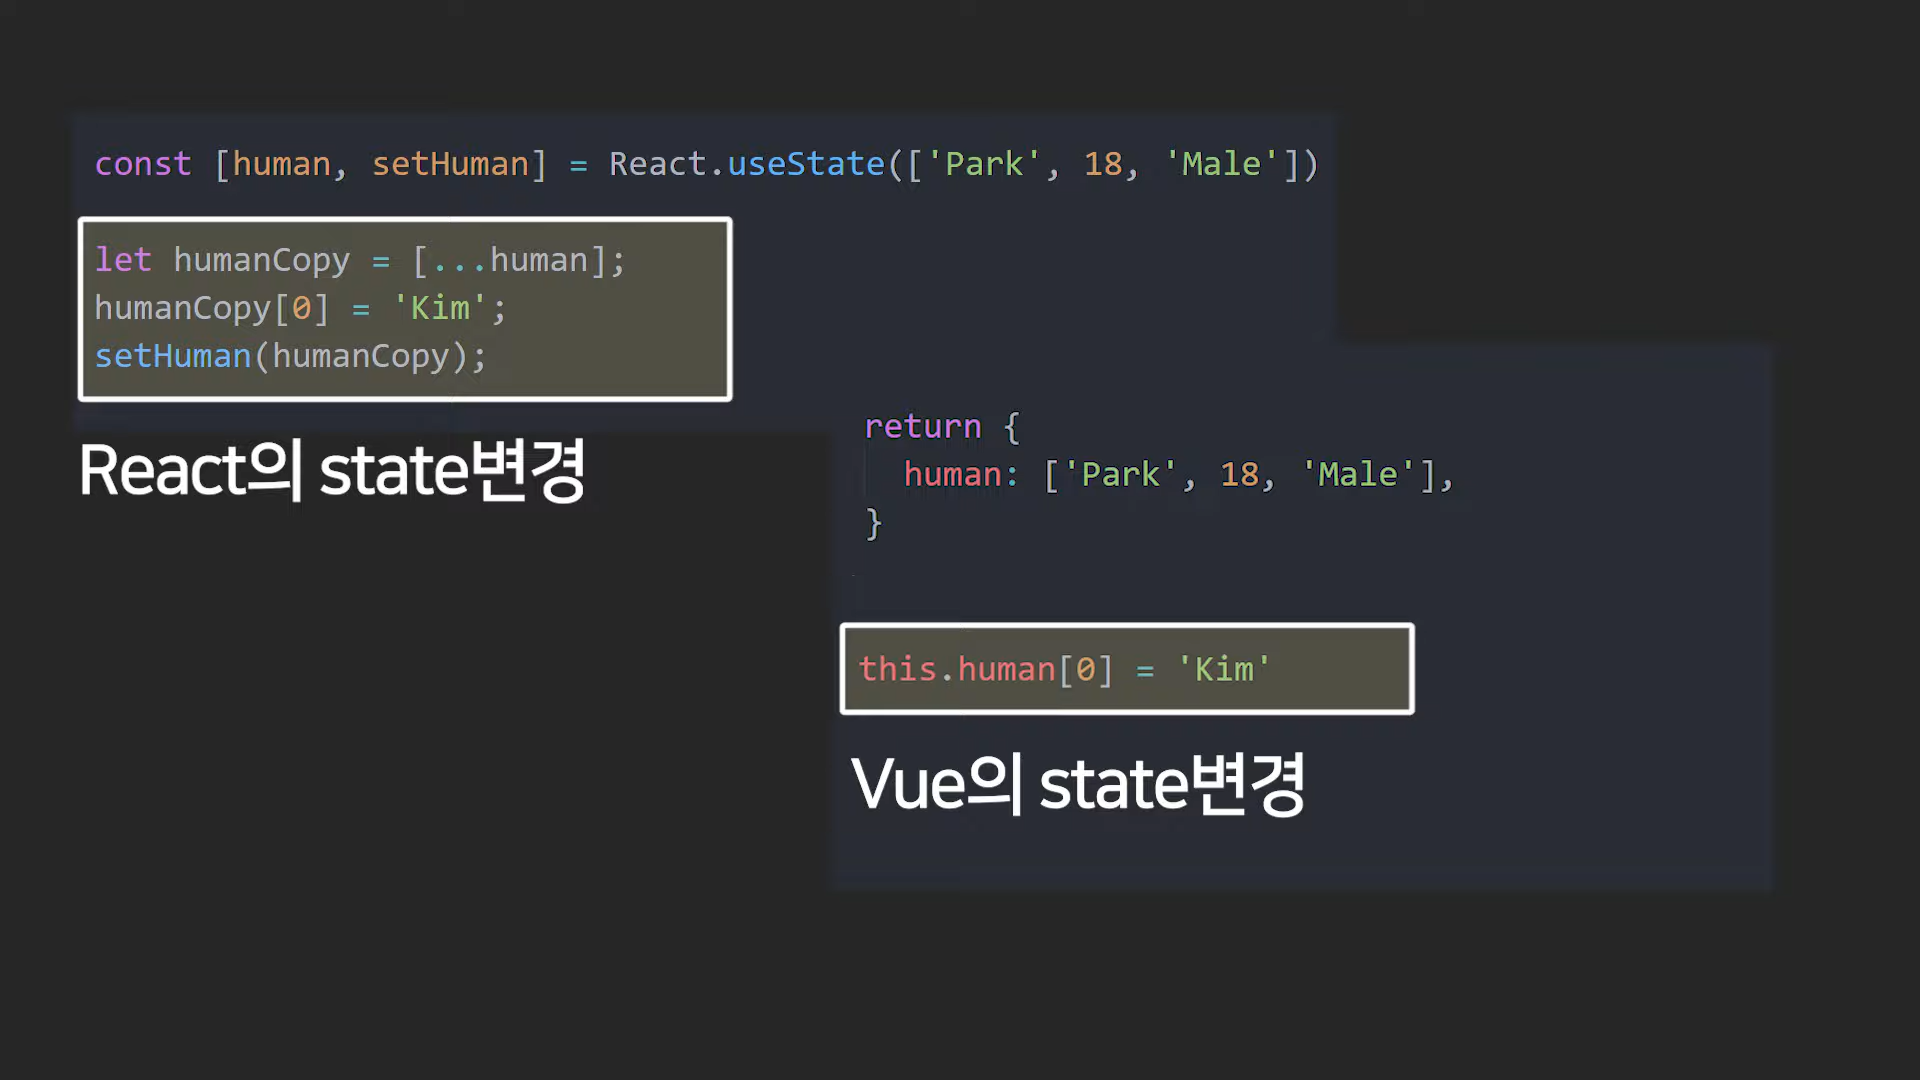 const [human, setHuman] = React.useState(['Park', 18, 'Male'])
let humanCopy = [...human];
humanCopy[0] = 'Kim';
setHuman(humanCopy);
React의 state변경
return {
  human: ['Park', 18, 'Male'],
}
this.human[0] = 'Kim'
Vue의 state변경